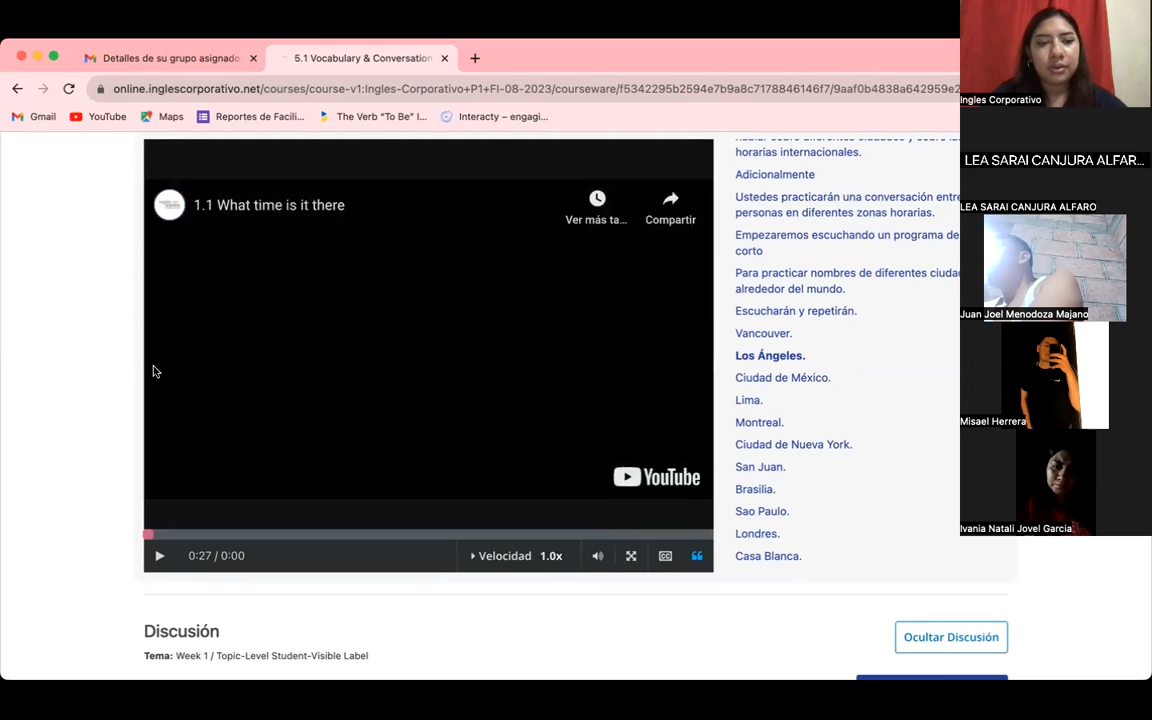 Detalles de su grupo asignado
5.1 Vocabulary & Conversation
online.inglescorporativo.net/courses/course-v1:Ingles-Corporativo+P1+FI-08-2023/courseware/f5342295b2594e7b9a8c7178846146f7/9aaf0b4838a642959e2
Gmail
YouTube
Maps
Reportes de Facili...
The Verb "To Be" I...
Interacty – engagi...
1.1 What time is it there
Ver más ta...
Compartir
YouTube
0:27 / 0:00
Velocidad 1.0x
horarias internacionales.
Adicionalmente
Ustedes practicarán una conversación entre
personas en diferentes zonas horarias.
Empezaremos escuchando un programa de
corto
Para practicar nombres de diferentes ciuda
alrededor del mundo.
Escucharán y repetirán.
Vancouver.
Los Ángeles.
Ciudad de México.
Lima.
Montreal.
Ciudad de Nueva York.
San Juan.
Brasilia.
Sao Paulo.
Londres.
Casa Blanca.
Discusión
Ocultar Discusión
Tema: Week 1 / Topic-Level Student-Visible Label
Ingles Corporativo
LEA SARAI CANJURA ALFAR...
LEA SARAI CANJURA ALFARO
Juan Joel Mendoza Majano
Misael Herrera
Ivania Natali Jovel Garcia